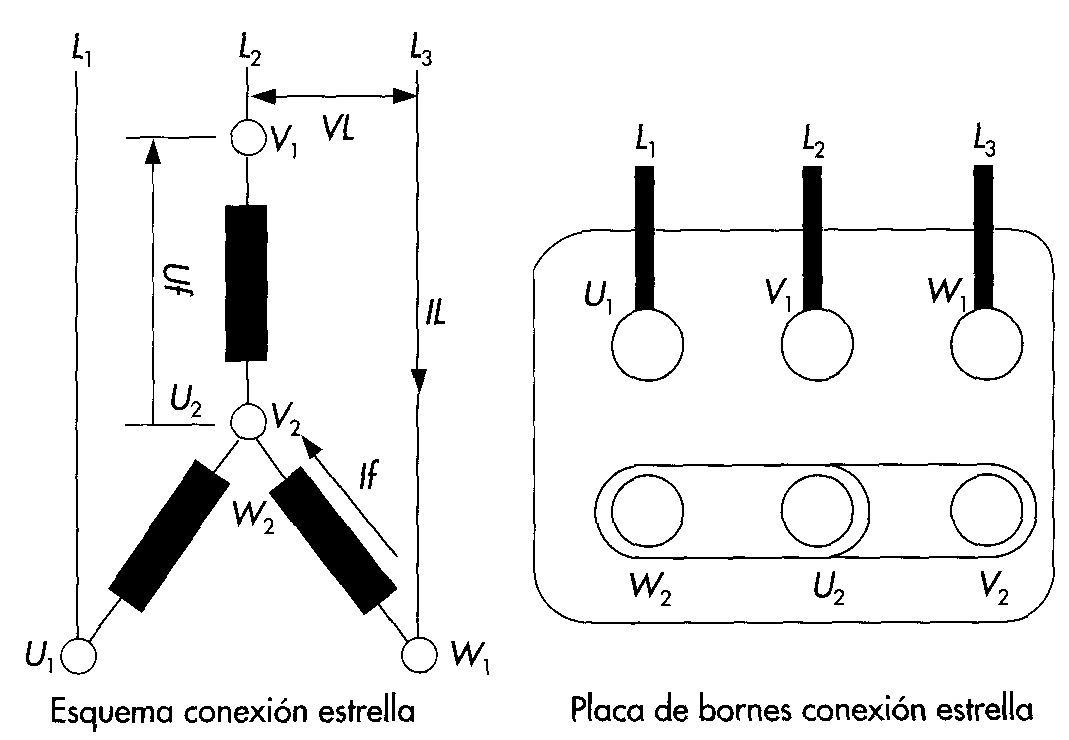 L1 L2 L3
VL
V1
Uf
IL
U2 V2
If
W2
U1 W1
Esquema conexión estrella
L1 L2 L3
U1 V1 W1
W2 U2 V2
Placa de bornes conexión estrella